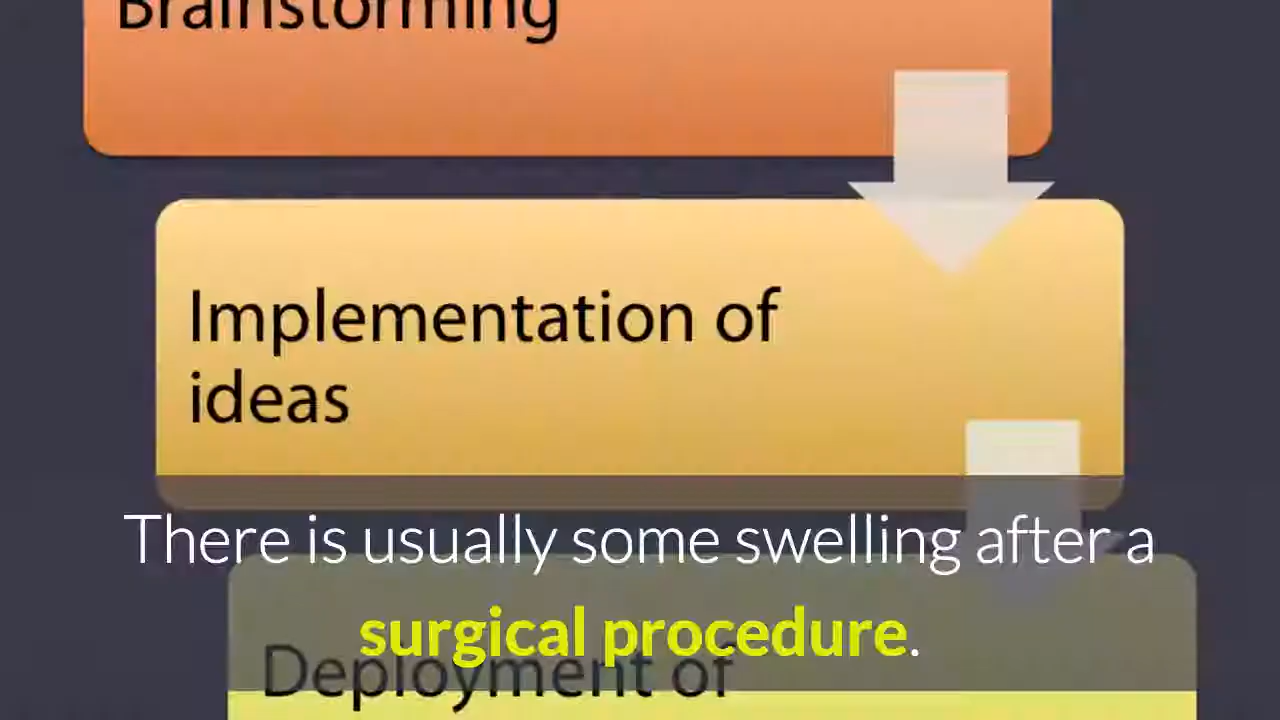 Brainstorming
Implementation of
ideas
There is usually some swelling after a
surgical procedure.
Deployment of